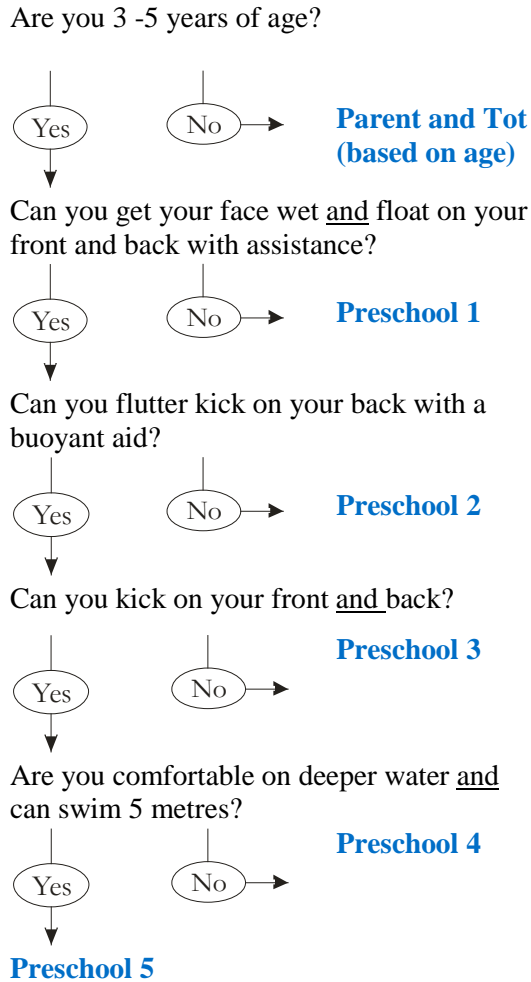 Are you 3 -5 years of age?
Yes No Parent and Tot
(based on age)
Can you get your face wet and float on your
front and back with assistance?
Yes No Preschool 1
Can you flutter kick on your back with a
buoyant aid?
Yes No Preschool 2
Can you kick on your front and back?
Preschool 3
Yes No
Are you comfortable on deeper water and
can swim 5 metres?
Preschool 4
Yes No
Preschool 5